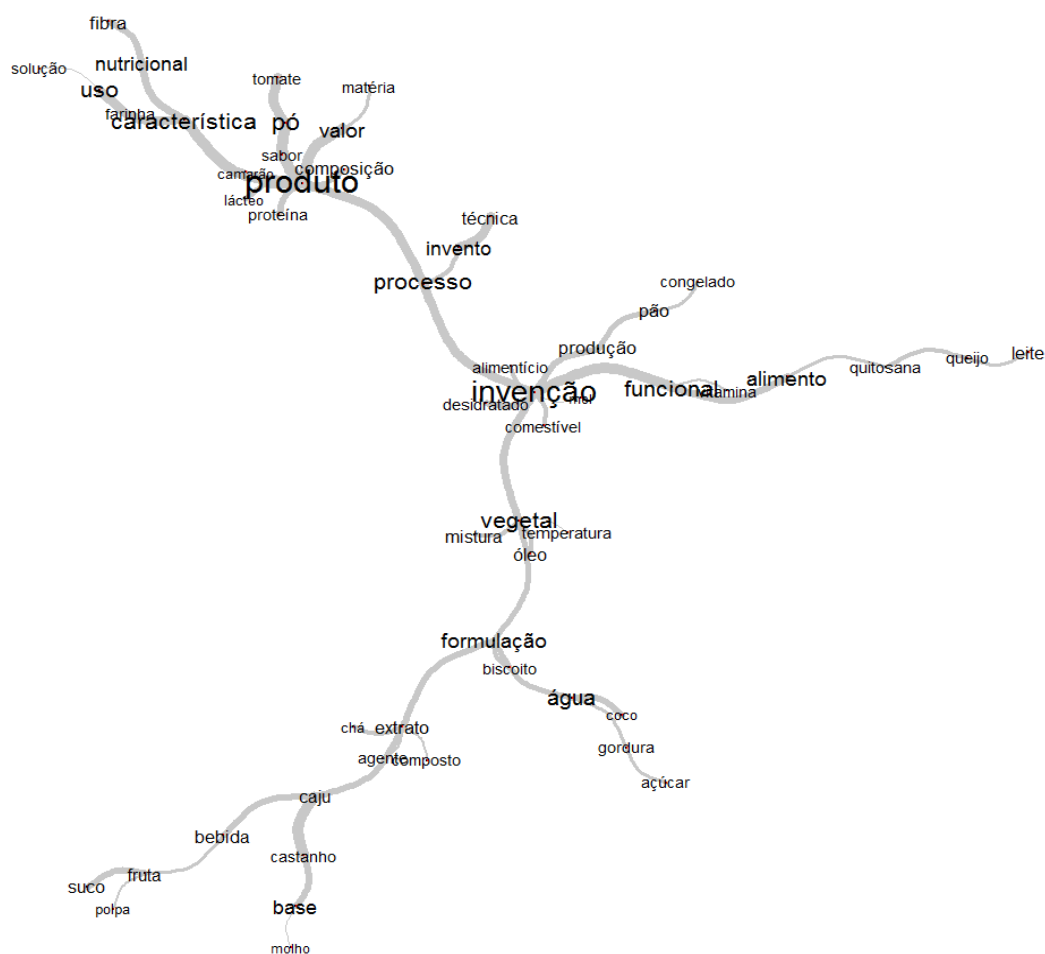 fibra
nutricional
solução
uso
tomate
matéria
farinha
característica
pó
valor
sabor
composição
camarão
produto
lácteo
proteína
técnica
invento
processo
congelado
pão
produção
alimentício
queijo
leite
quitosana
alimento
funcional
vitamina
invenção
mel
desidratado
comestível
vegetal
mistura
temperatura
óleo
formulação
biscoito
água
coco
chá
extrato
gordura
agente
composto
açúcar
caju
bebida
castanho
fruta
suco
base
polpa
molho